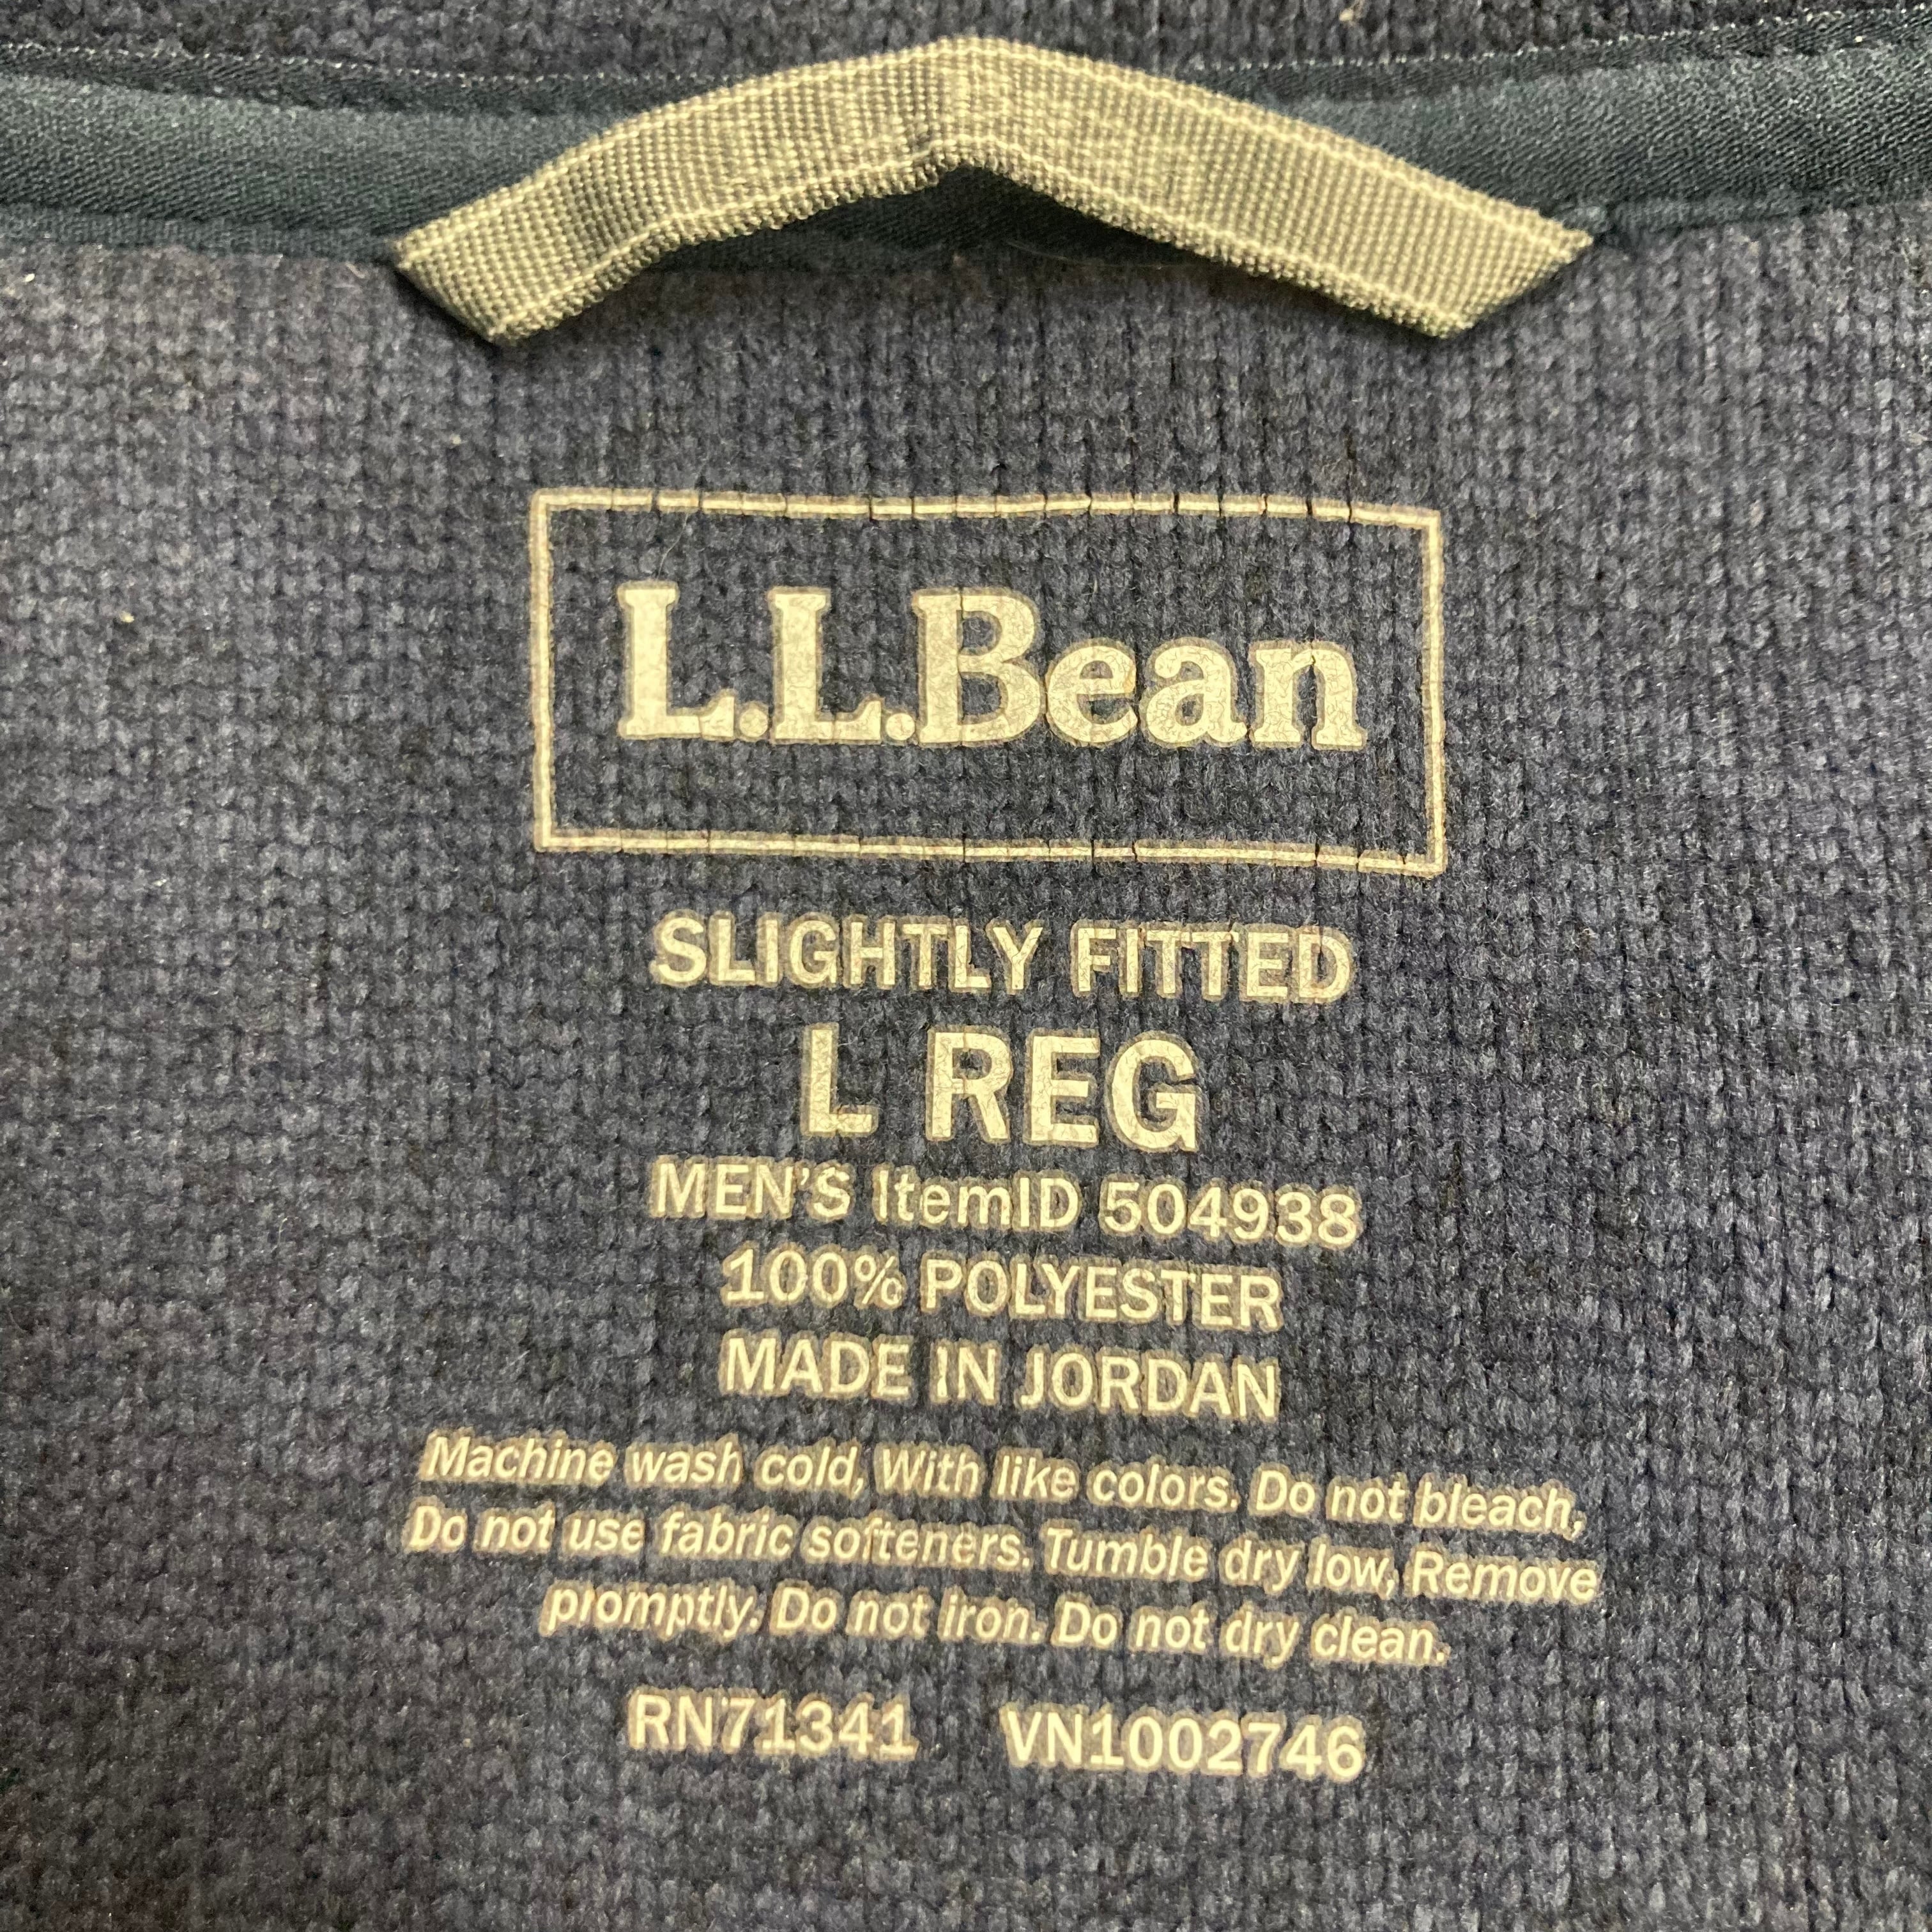 L.L.Bean
SLIGHTLY FITTED
L REG
MEN'S ItemID 504938
100% POLYESTER
MADE IN JORDAN
Machine wash cold, With like colors. Do not bleach,
Do not use fabric softeners. Tumble dry low, Remove
promptly. Do not iron. Do not dry clean.
RN71341 VN1002746